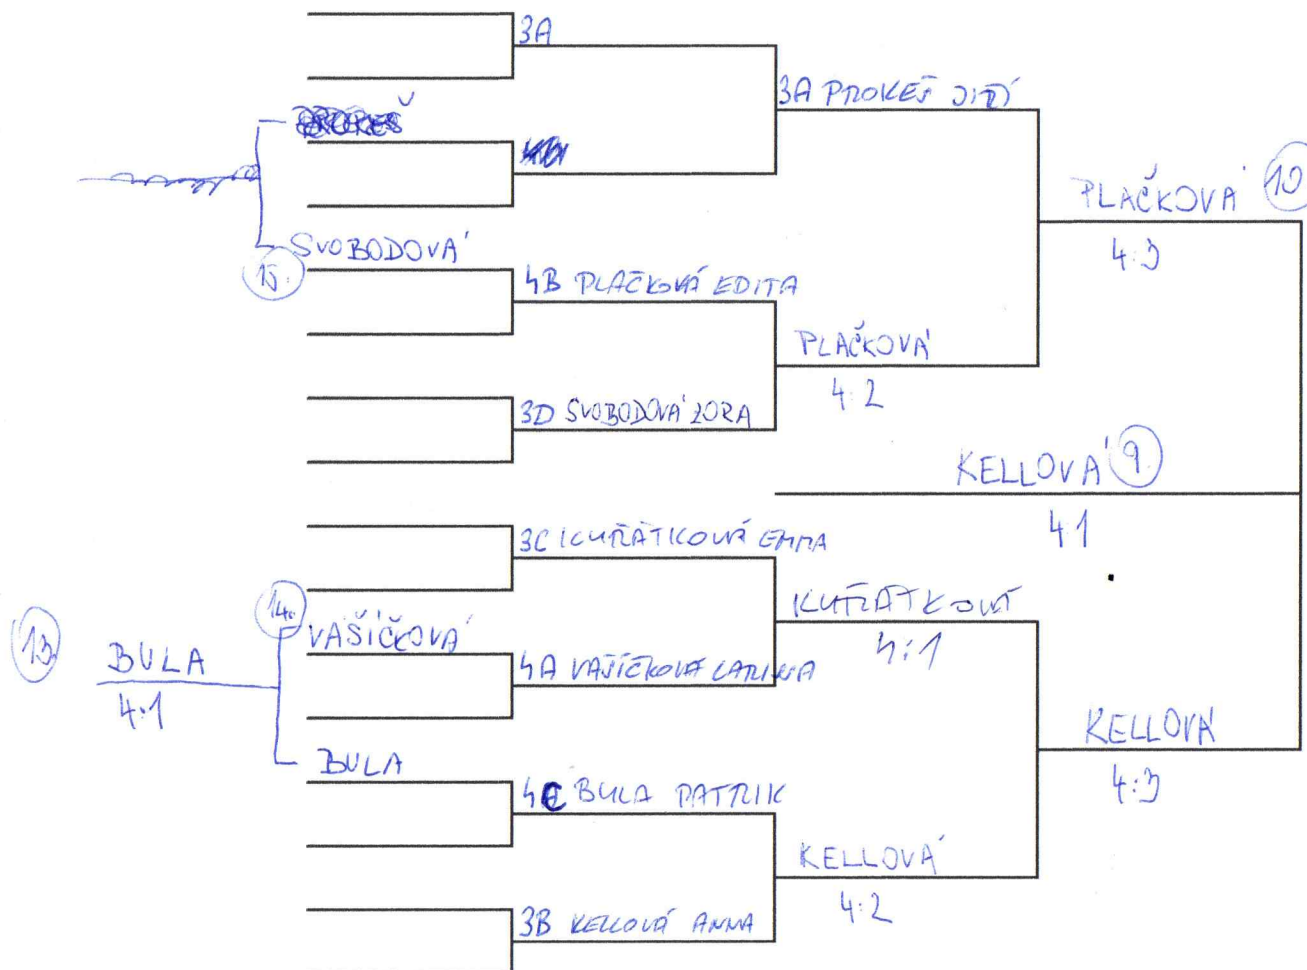 3A
3A PROKEŠ JIŘÍ
PLAČKOVÁ 10
4:3
SVOBODOVÁ
15.
4B PLAČKOVÁ EDITA
PLAČKOVÁ
4:2
3D SVOBODOVÁ ZORA
KELLOVÁ 9.
4:1
3C KUŘÁTKOVÁ EMMA
KUŘÁTKOVÁ
4:1
14.
VAŠÍČKOVÁ
13.
BULA
4:1
4A VAŠÍČKOVÁ
BULA
KELLOVÁ
4:3
4C BULA PATRIK
KELLOVÁ
4:2
3B KELLOVÁ ANNA